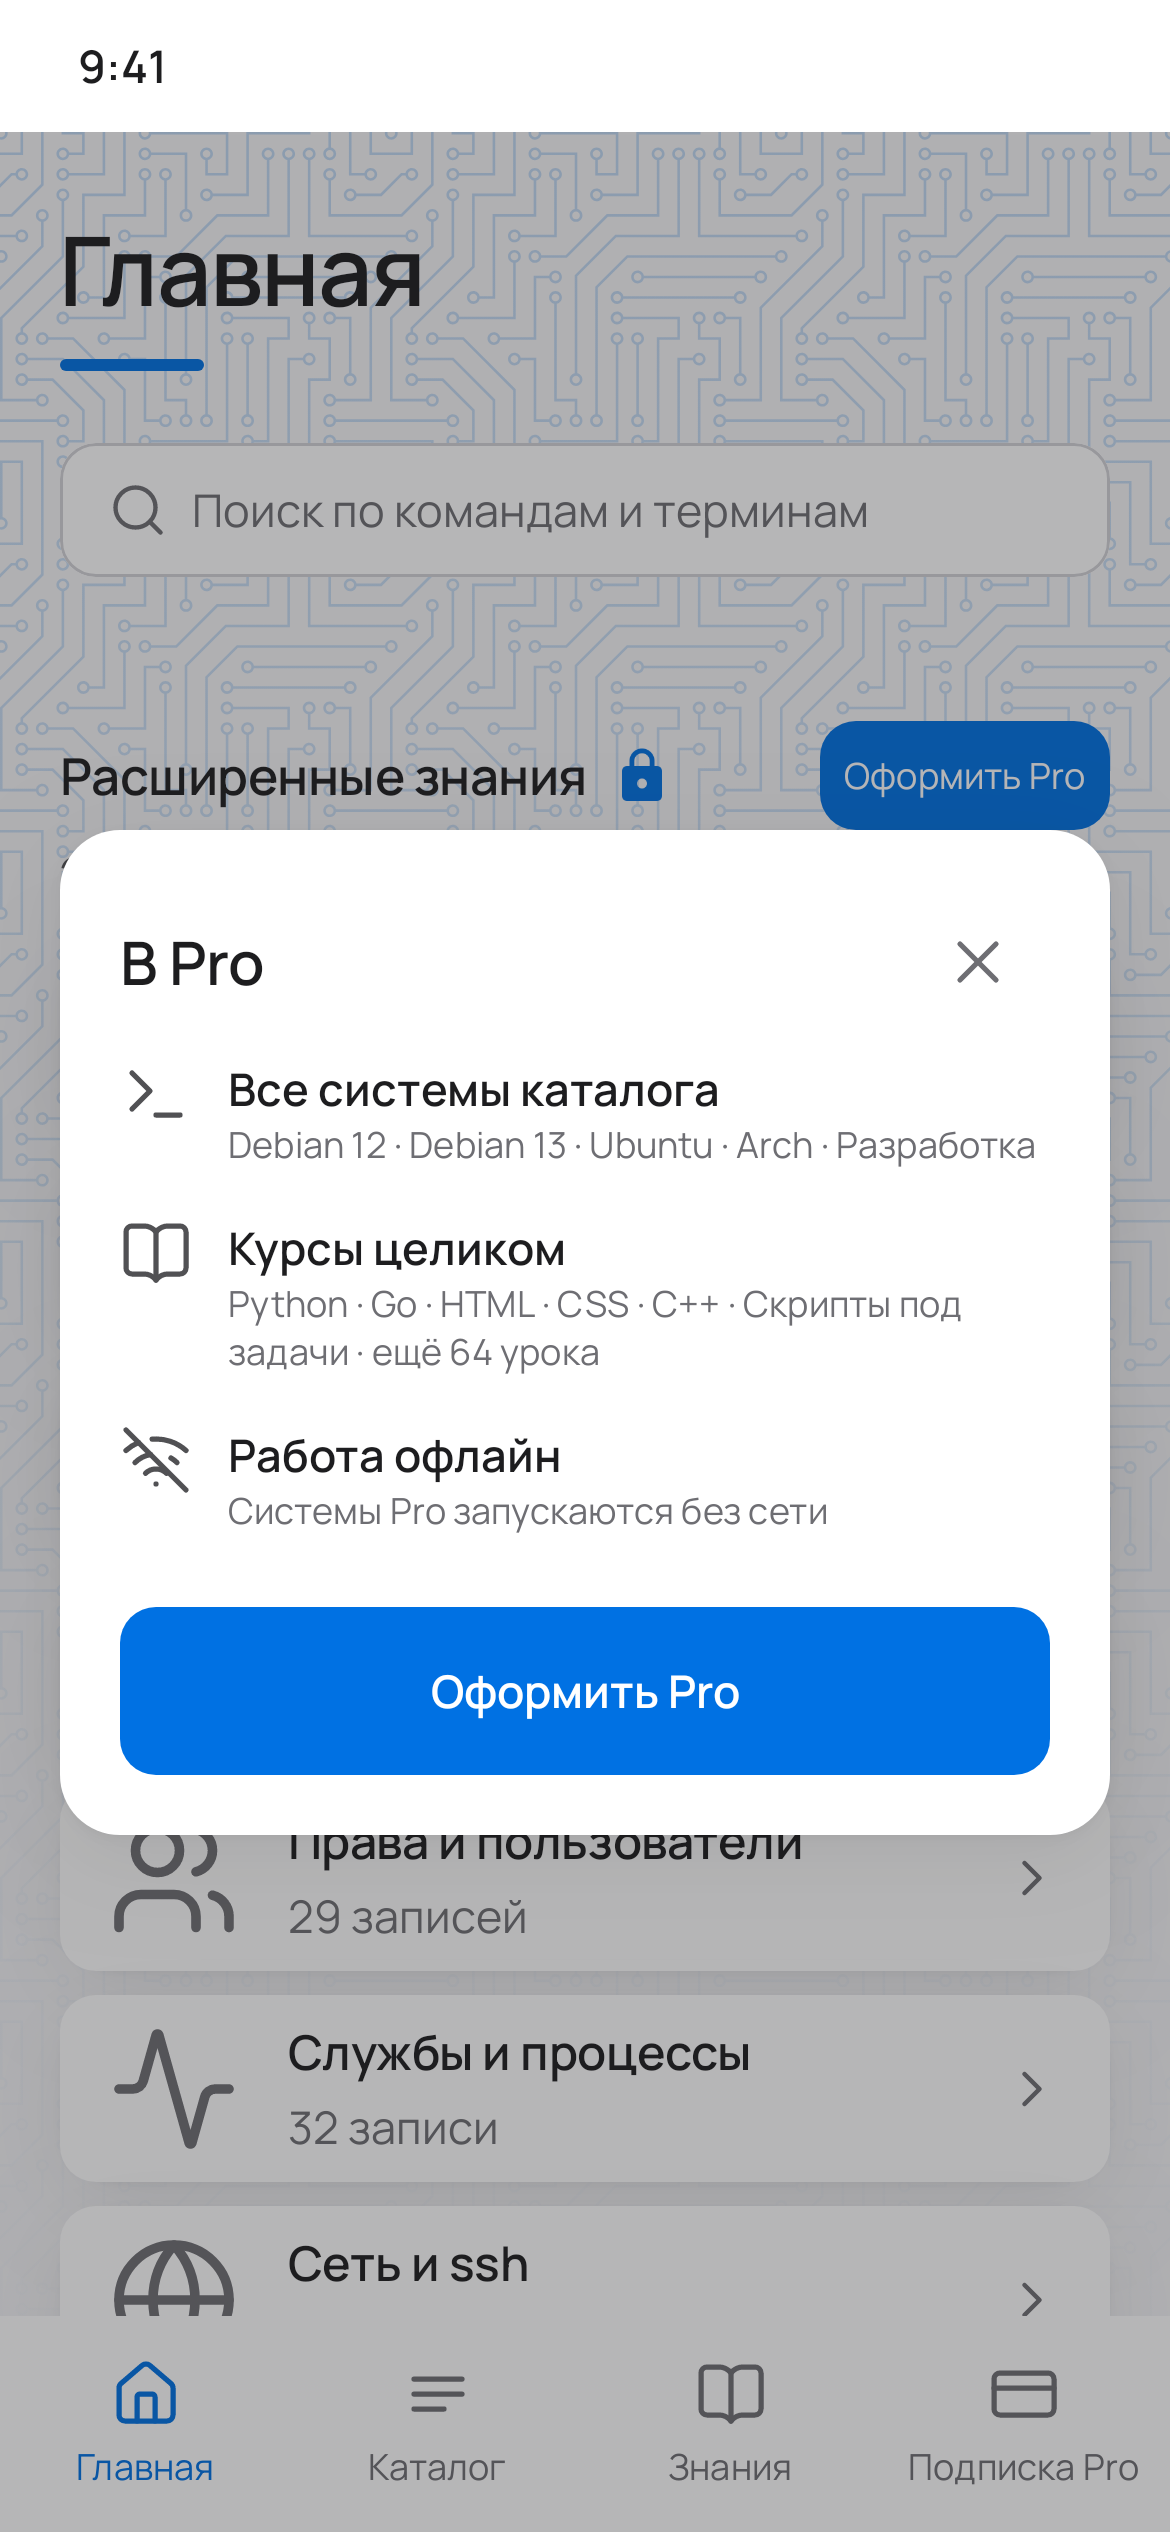 9:41
Главная
Поиск по командам и терминам
Расширенные знания
Оформить Pro
В Pro
Все системы каталога
Debian 12 · Debian 13 · Ubuntu · Arch · Разработка
Курсы целиком
Python · Go · HTML · CSS · C++ · Скрипты под
задачи · ещё 64 урока
Работа офлайн
Системы Pro запускаются без сети
Оформить Pro
Права и пользователи
29 записей
Службы и процессы
32 записи
Сеть и ssh
Главная
Каталог
Знания
Подписка Pro